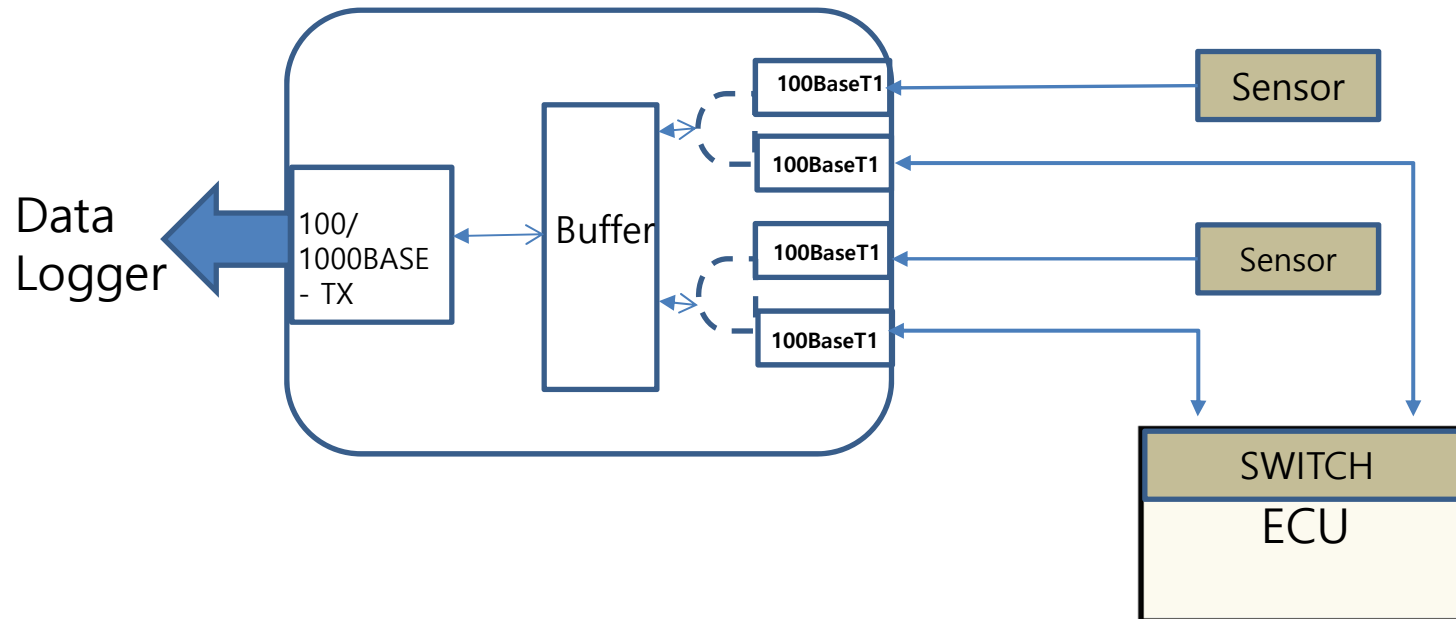 Data
Logger
100/
1000BASE
- TX
Buffer
100BaseT1
100BaseT1
100BaseT1
100BaseT1
Sensor
Sensor
SWITCH
ECU